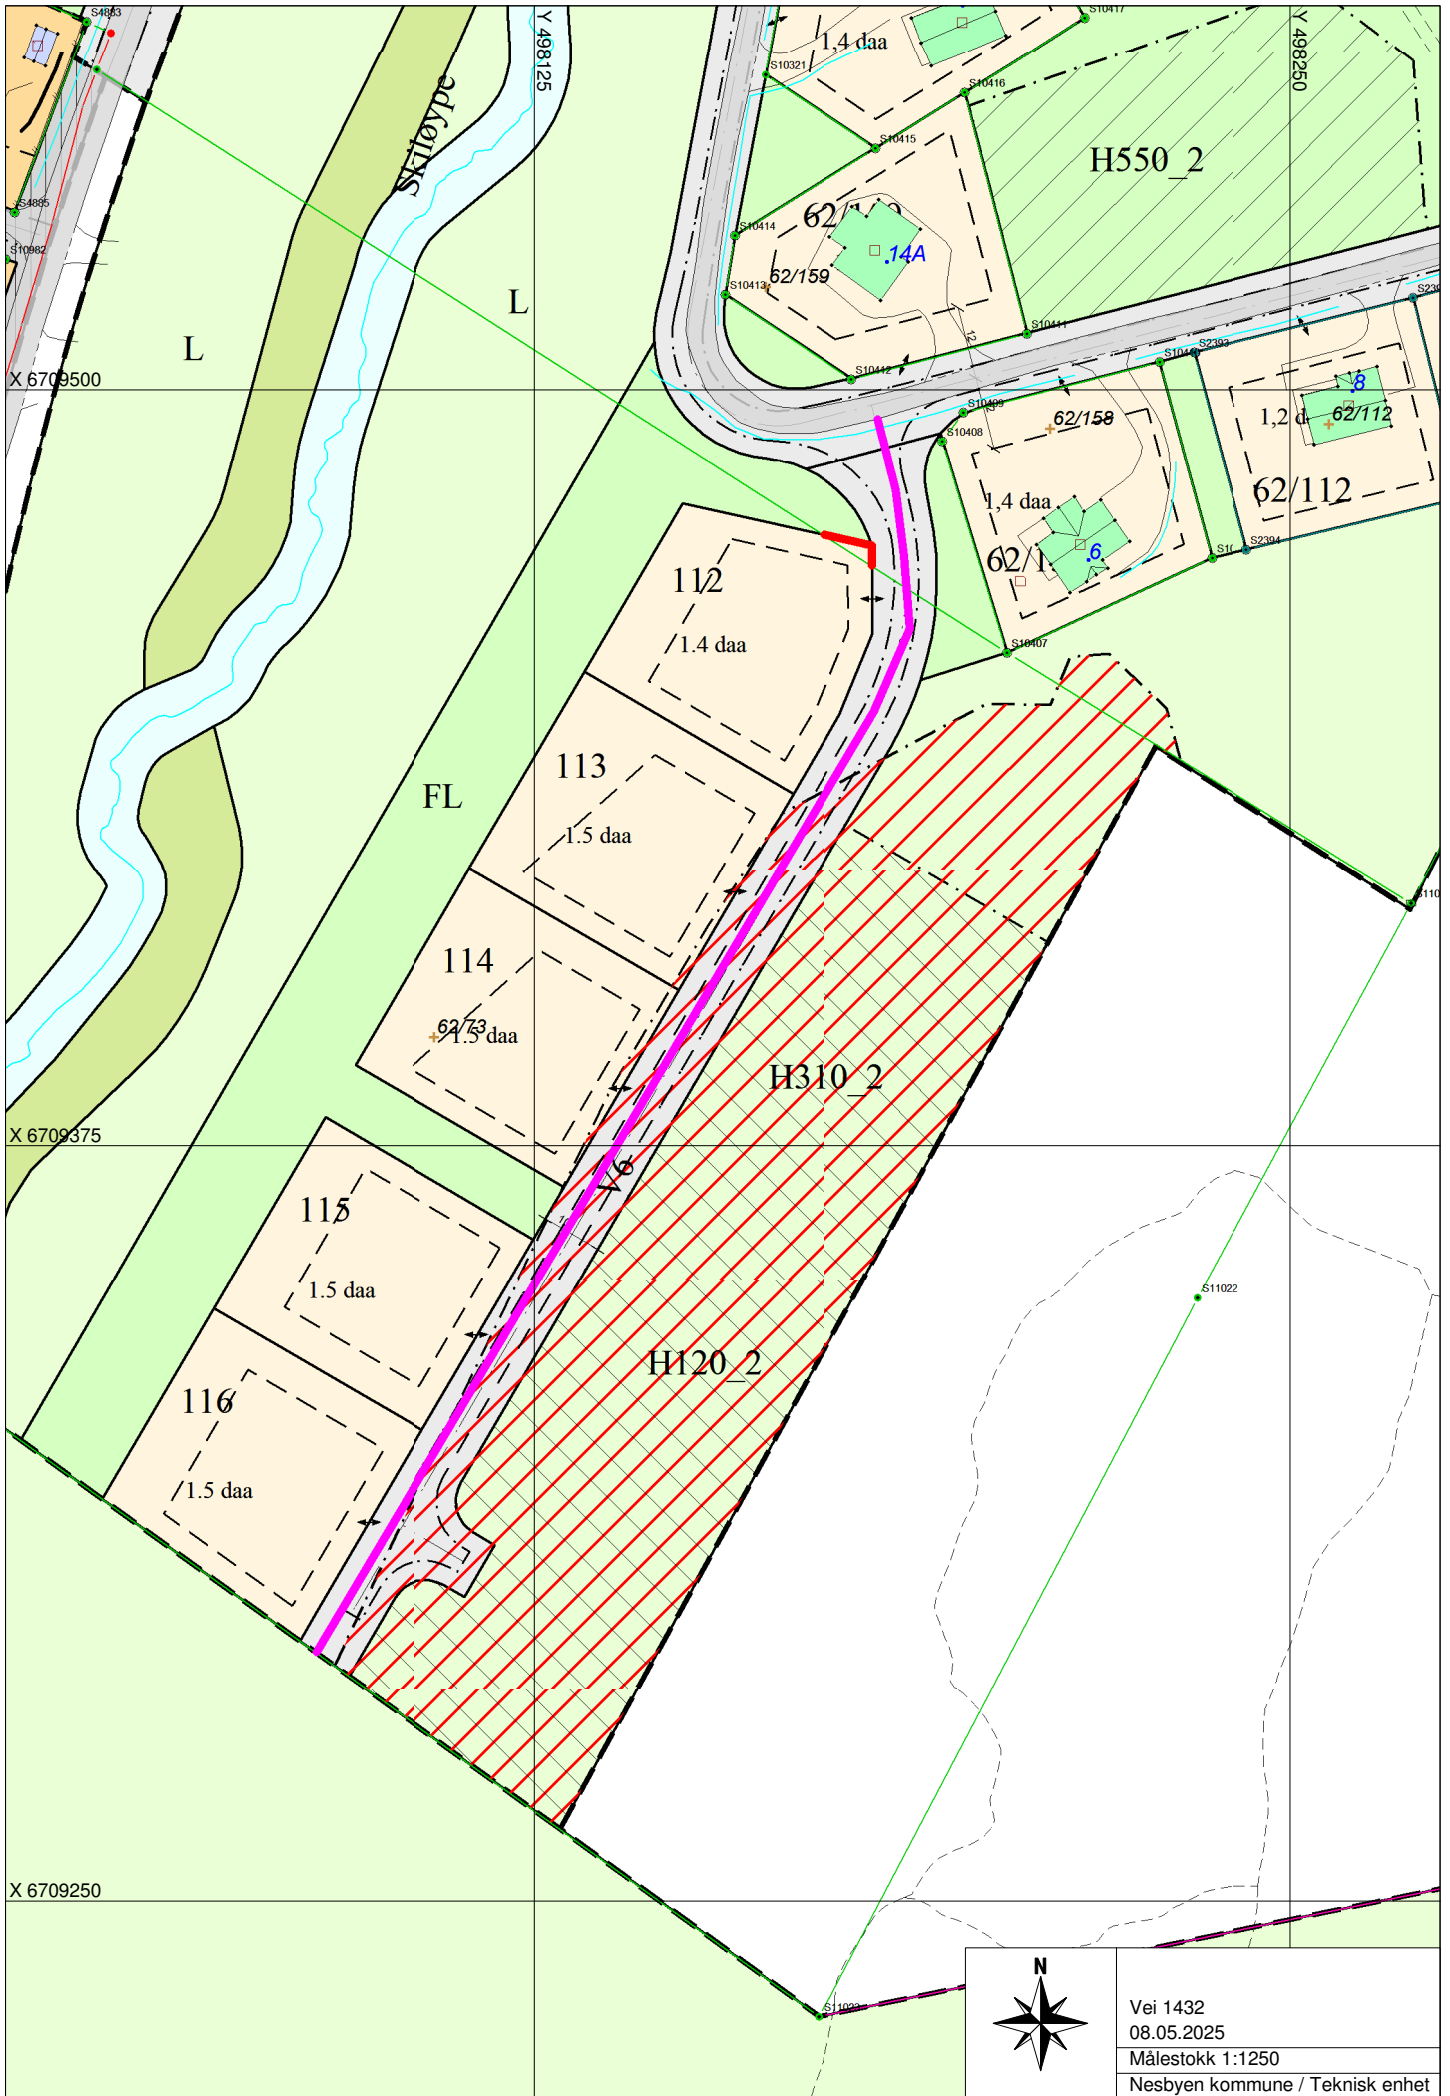 S4883
Skiløype
Y 498125
S10321
1,4 daa
S10417
Y 498250
S10416
S10415
H550_2
S4885
S10982
S10414
14A
62/159
S10413
L
L
S10411
12
S2393
S10412
X 6709500
8
1,2 d
62/112
S10409
62/158
S10408
1,4 daa
62/112
6
S2394
112
1.4 daa
S10407
113
1.5 daa
FL
114
62/73
1.5 daa
H310_2
X 6709375
V6
115
1.5 daa
S11022
H120_2
116
1.5 daa
X 6709250
N
Vei 1432
08.05.2025
Målestokk 1:1250
Nesbyen kommune / Teknisk enhet